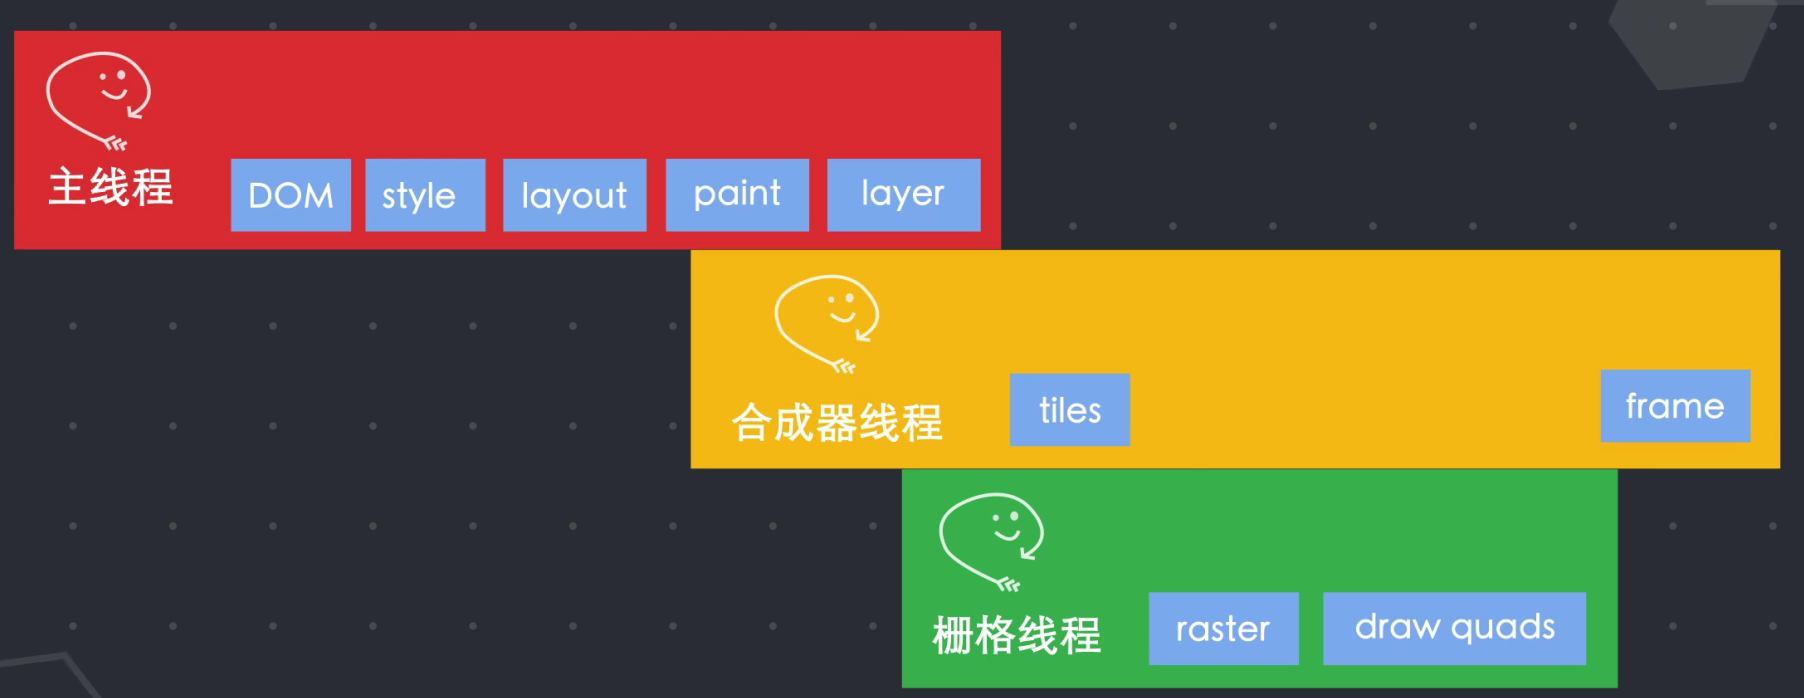 主线程
DOM
style
layout
paint
layer
合成器线程
tiles
frame
栅格线程
raster
draw quads